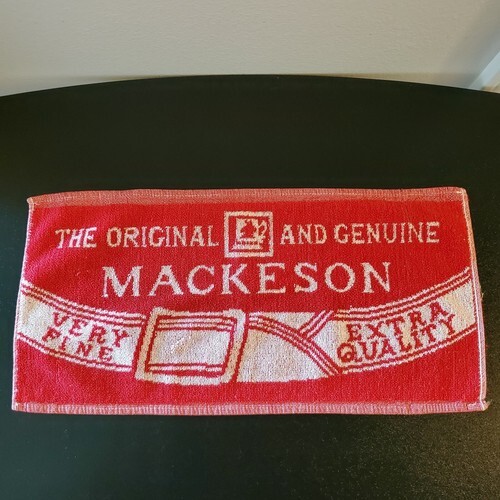 THE ORIGINAL AND GENUINE
MACKESON
VERY FINE
EXTRA QUALITY